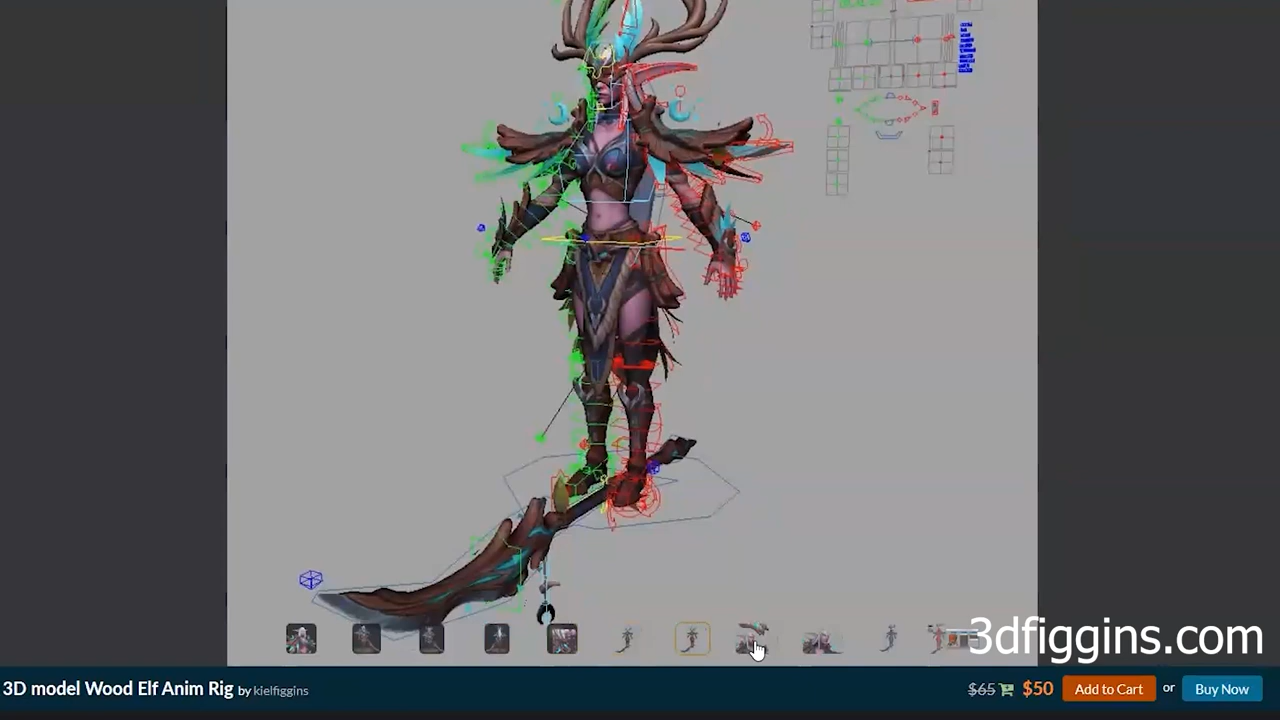 3dfiggins.com
3D model Wood Elf Anim Rig by kielfiggins
$65 $50 Add to Cart or Buy Now